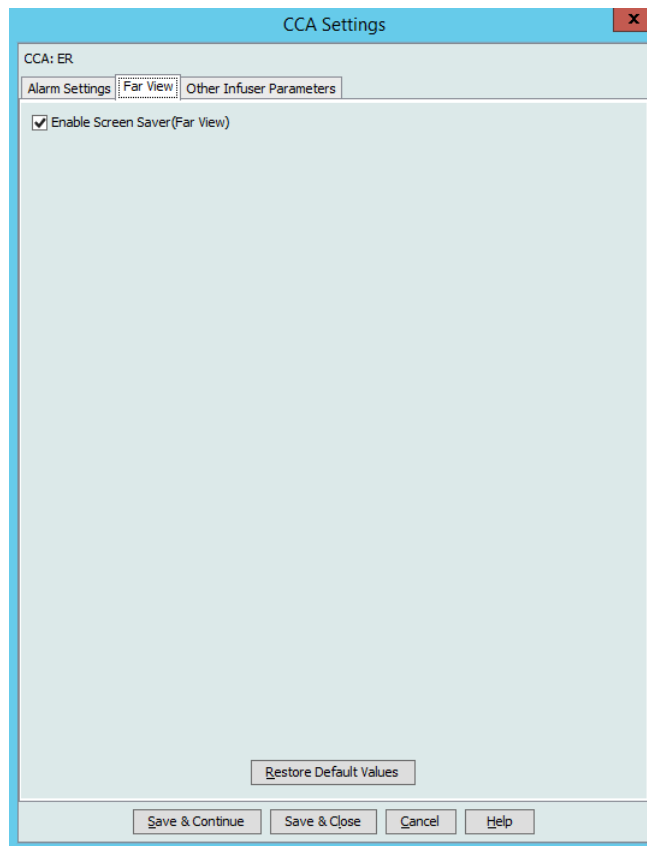 CCA Settings
x
CCA: ER
Alarm Settings Far View Other Infuser Parameters
Enable Screen Saver(Far View)
Restore Default Values
Save & Continue Save & Close Cancel Help